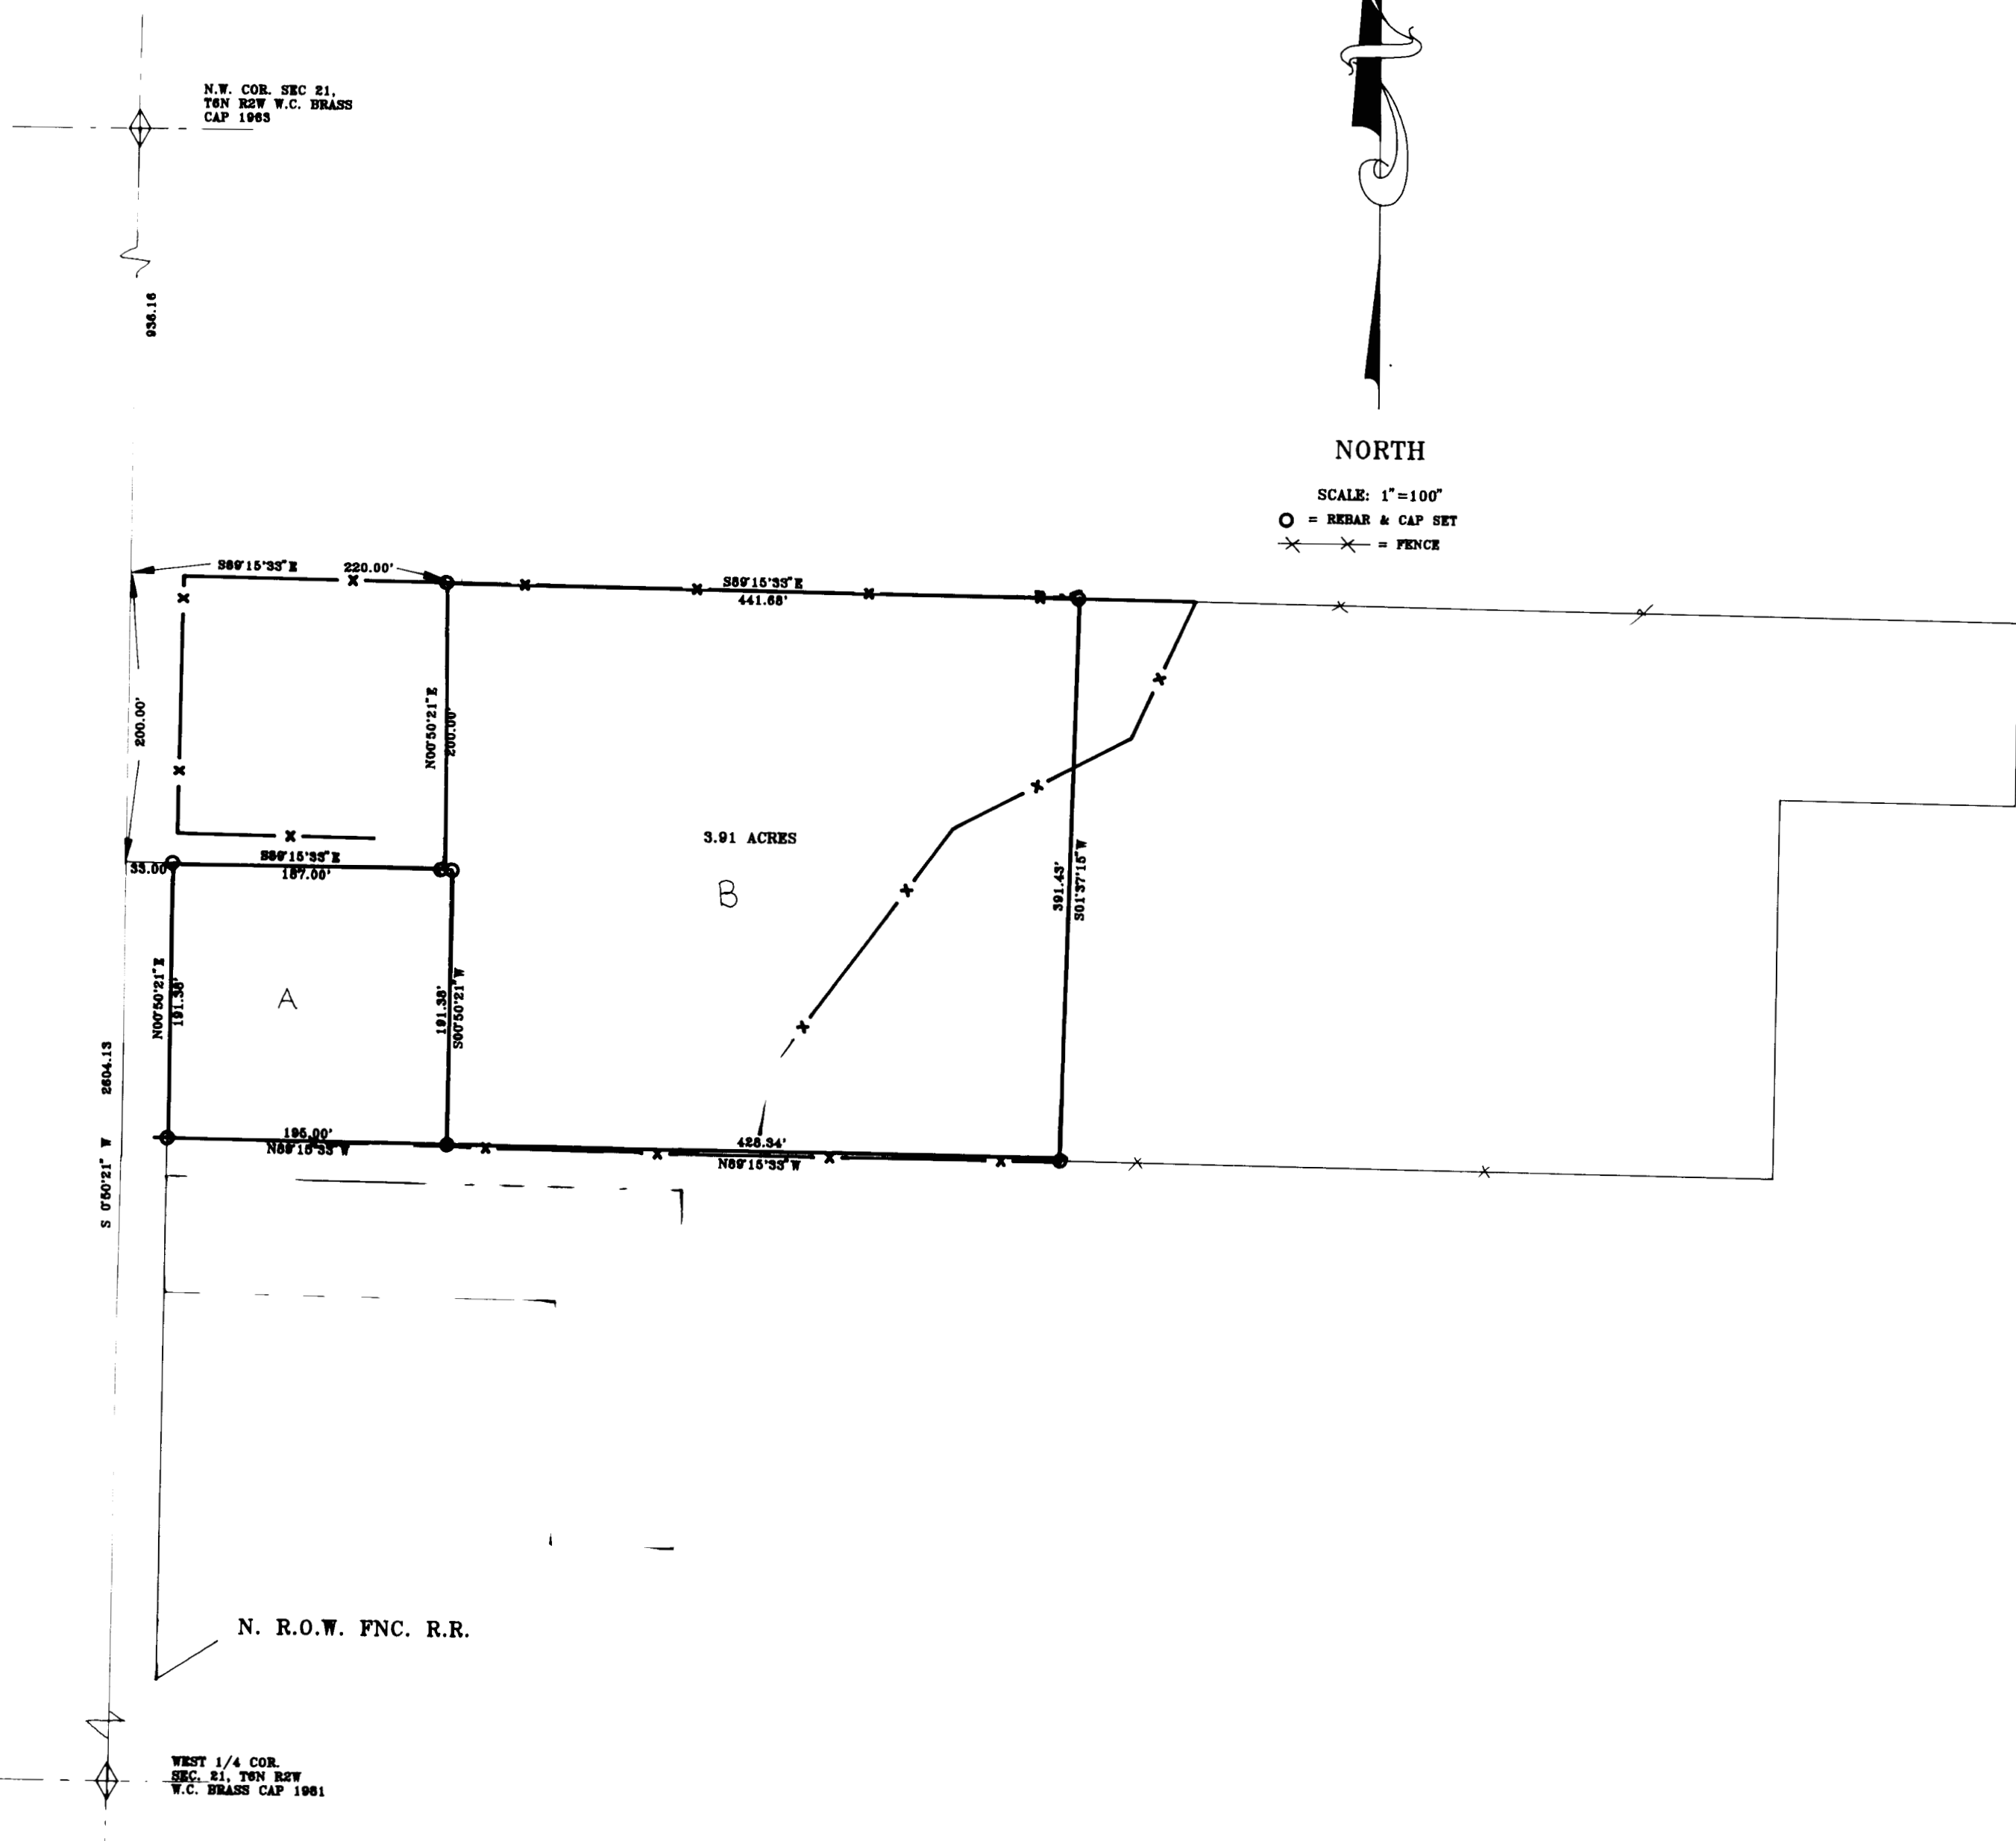 N.W. COR. SEC 21,
T6N R2W W.C. BRASS
CAP 1963
936.16
NORTH
SCALE: 1"=100"
= REBAR & CAP SET
= FENCE
S89°15'33"E
220.00'
S89°15'33"E
441.68'
200.00'
N00°50'21"E
200.00'
3.91 ACRES
B
33.00'
S89°15'33"E
187.00'
391.43'
S01°37'15"W
N00°50'21"E
191.38'
A
191.38'
S00°50'21"W
S 0°50'21" W 2604.13
195.00'
N89°15'33"W
428.34'
N89°15'33"W
N. R.O.W. FNC. R.R.
WEST 1/4 COR.
SEC. 21, T6N R2W
W.C. BRASS CAP 1981